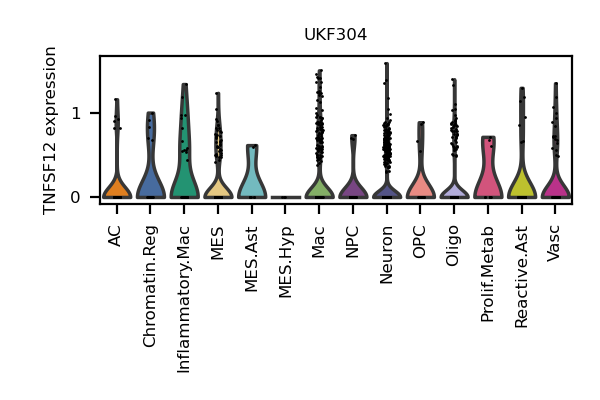 UKF304
TNFSF12 expression
1
0
AC
Chromatin.Reg
Inflammatory.Mac
MES
MES.Ast
MES.Hyp
Mac
NPC
Neuron
OPC
Oligo
Prolif.Metab
Reactive.Ast
Vasc